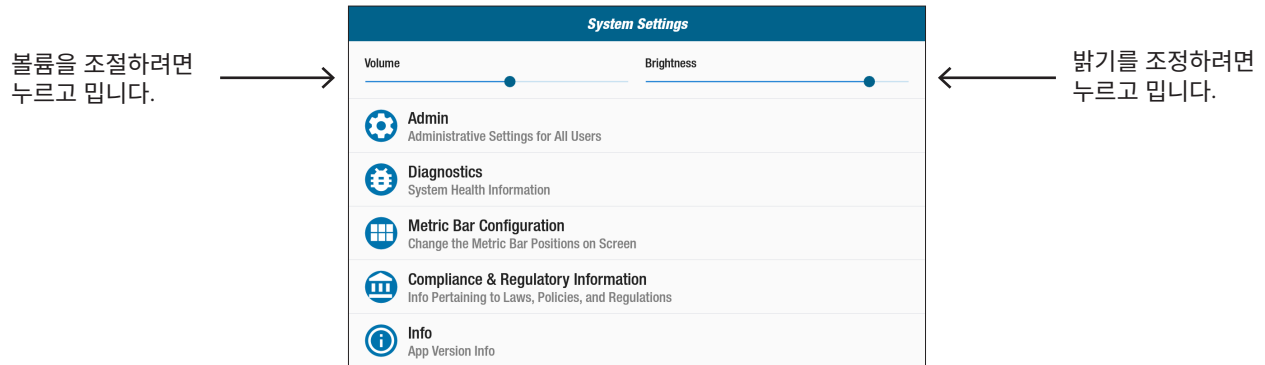 System Settings
볼륨을 조절하려면
누르고 밉니다.
Volume
Brightness
밝기를 조정하려면
누르고 밉니다.
Admin
Administrative Settings for All Users
Diagnostics
System Health Information
Metric Bar Configuration
Change the Metric Bar Positions on Screen
Compliance & Regulatory Information
Info Pertaining to Laws, Policies, and Regulations
Info
App Version Info